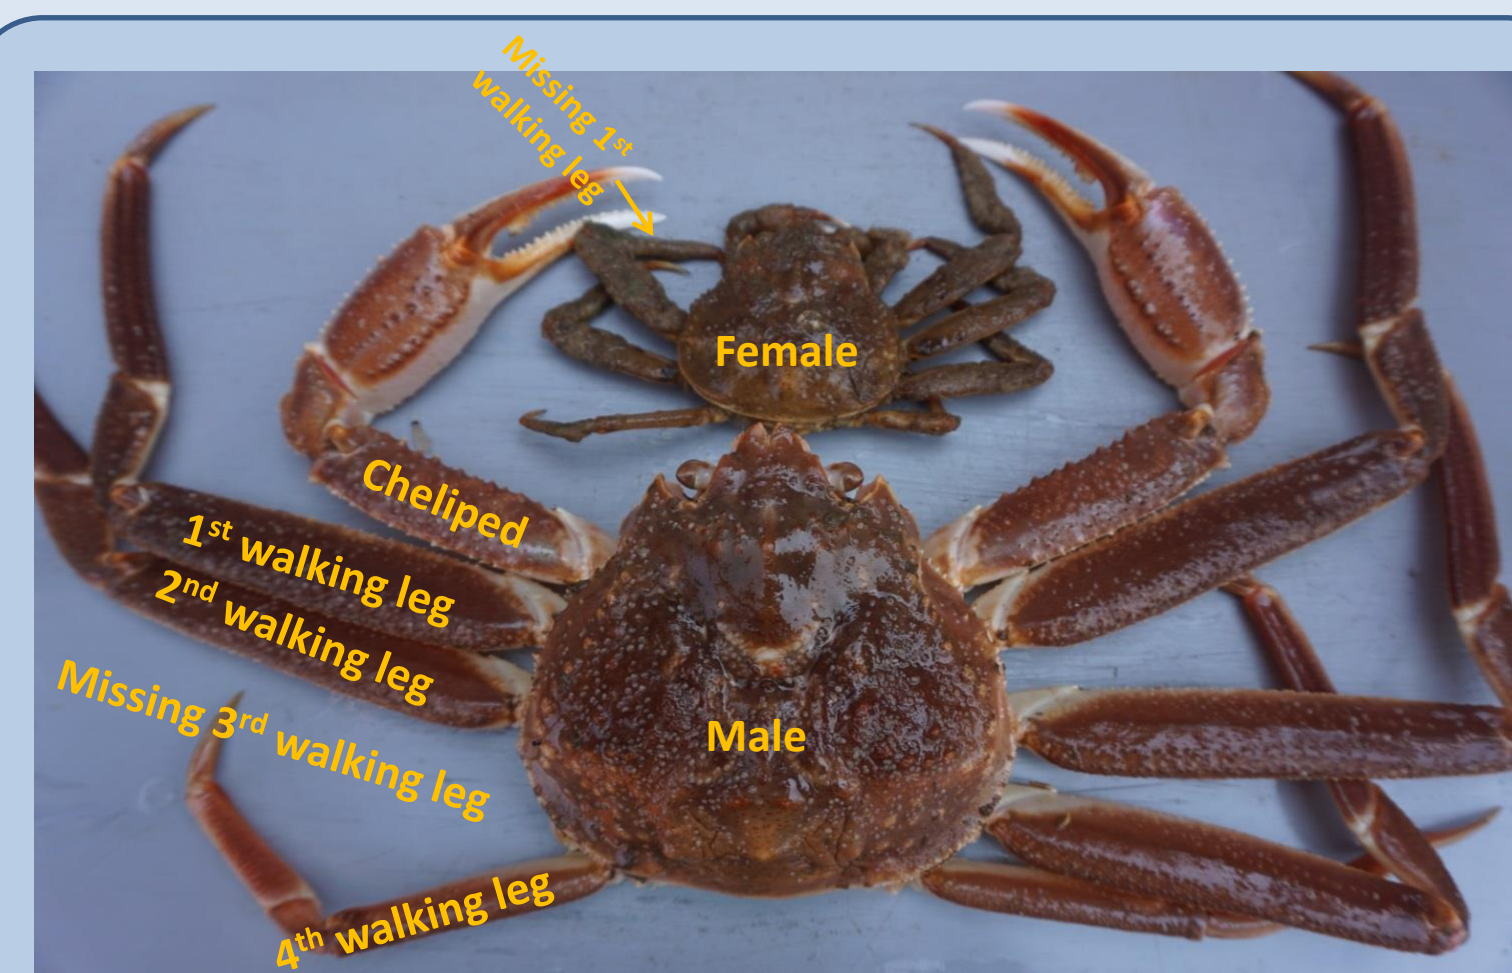 Missing 1st
walking leg
Female
Cheliped
1st walking leg
2nd walking leg
Missing 3rd walking leg
Male
4th walking leg